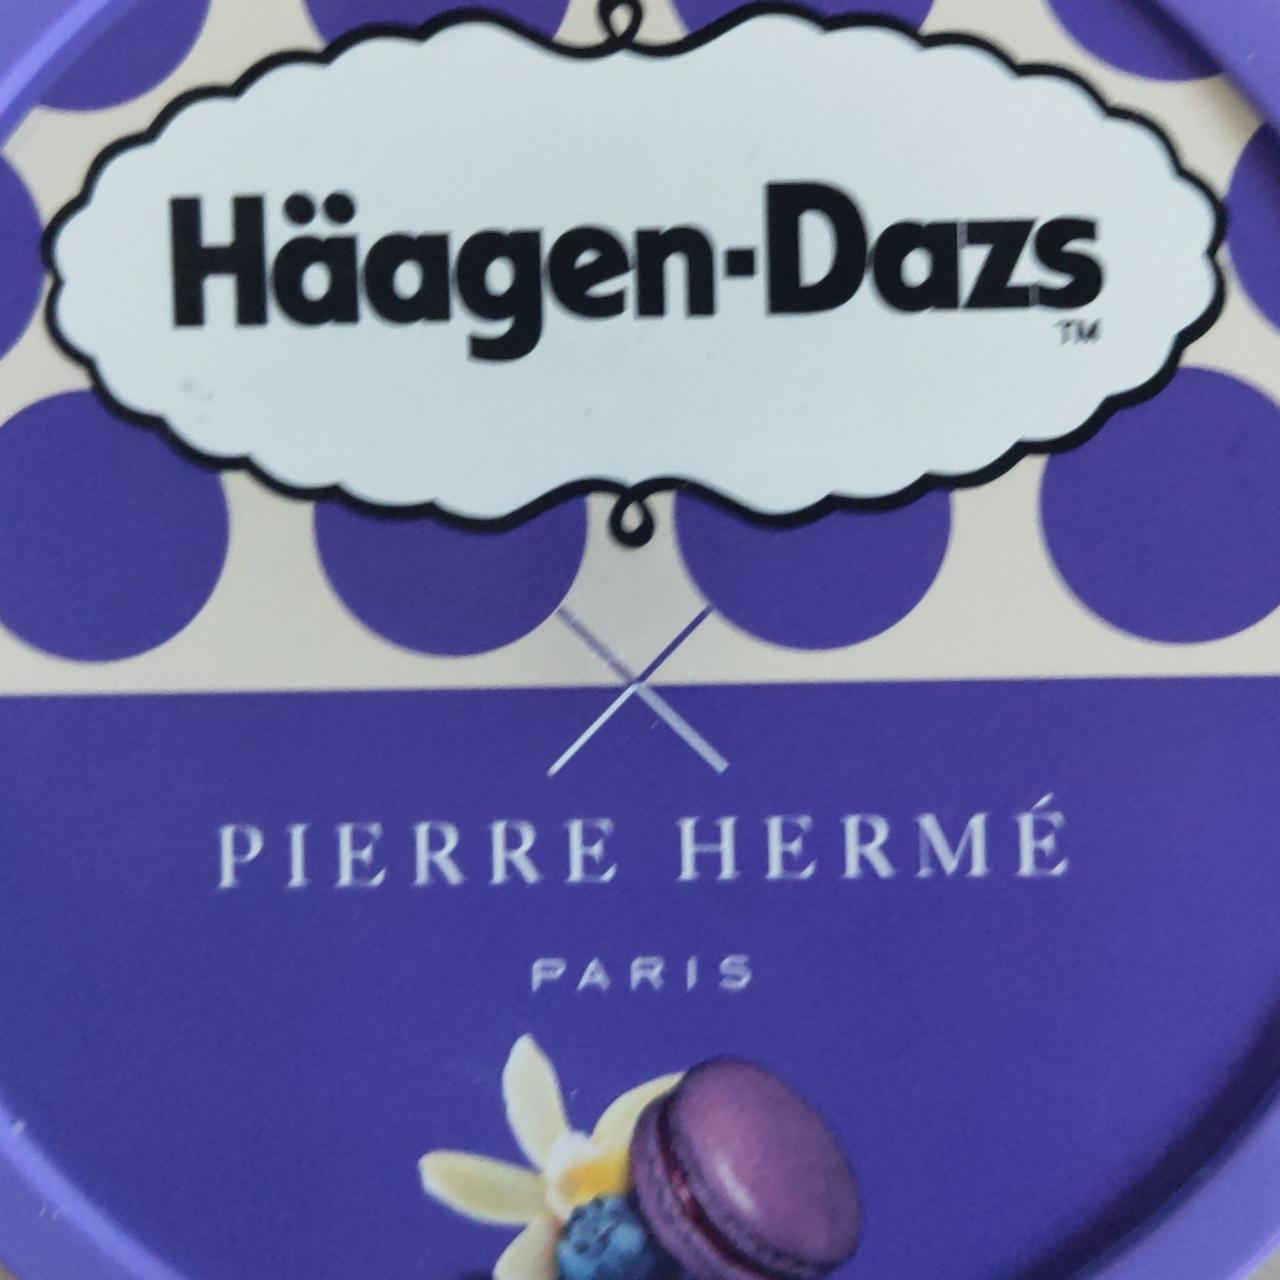 Häagen-Dazs
TM
PIERRE HERMÉ
PARIS